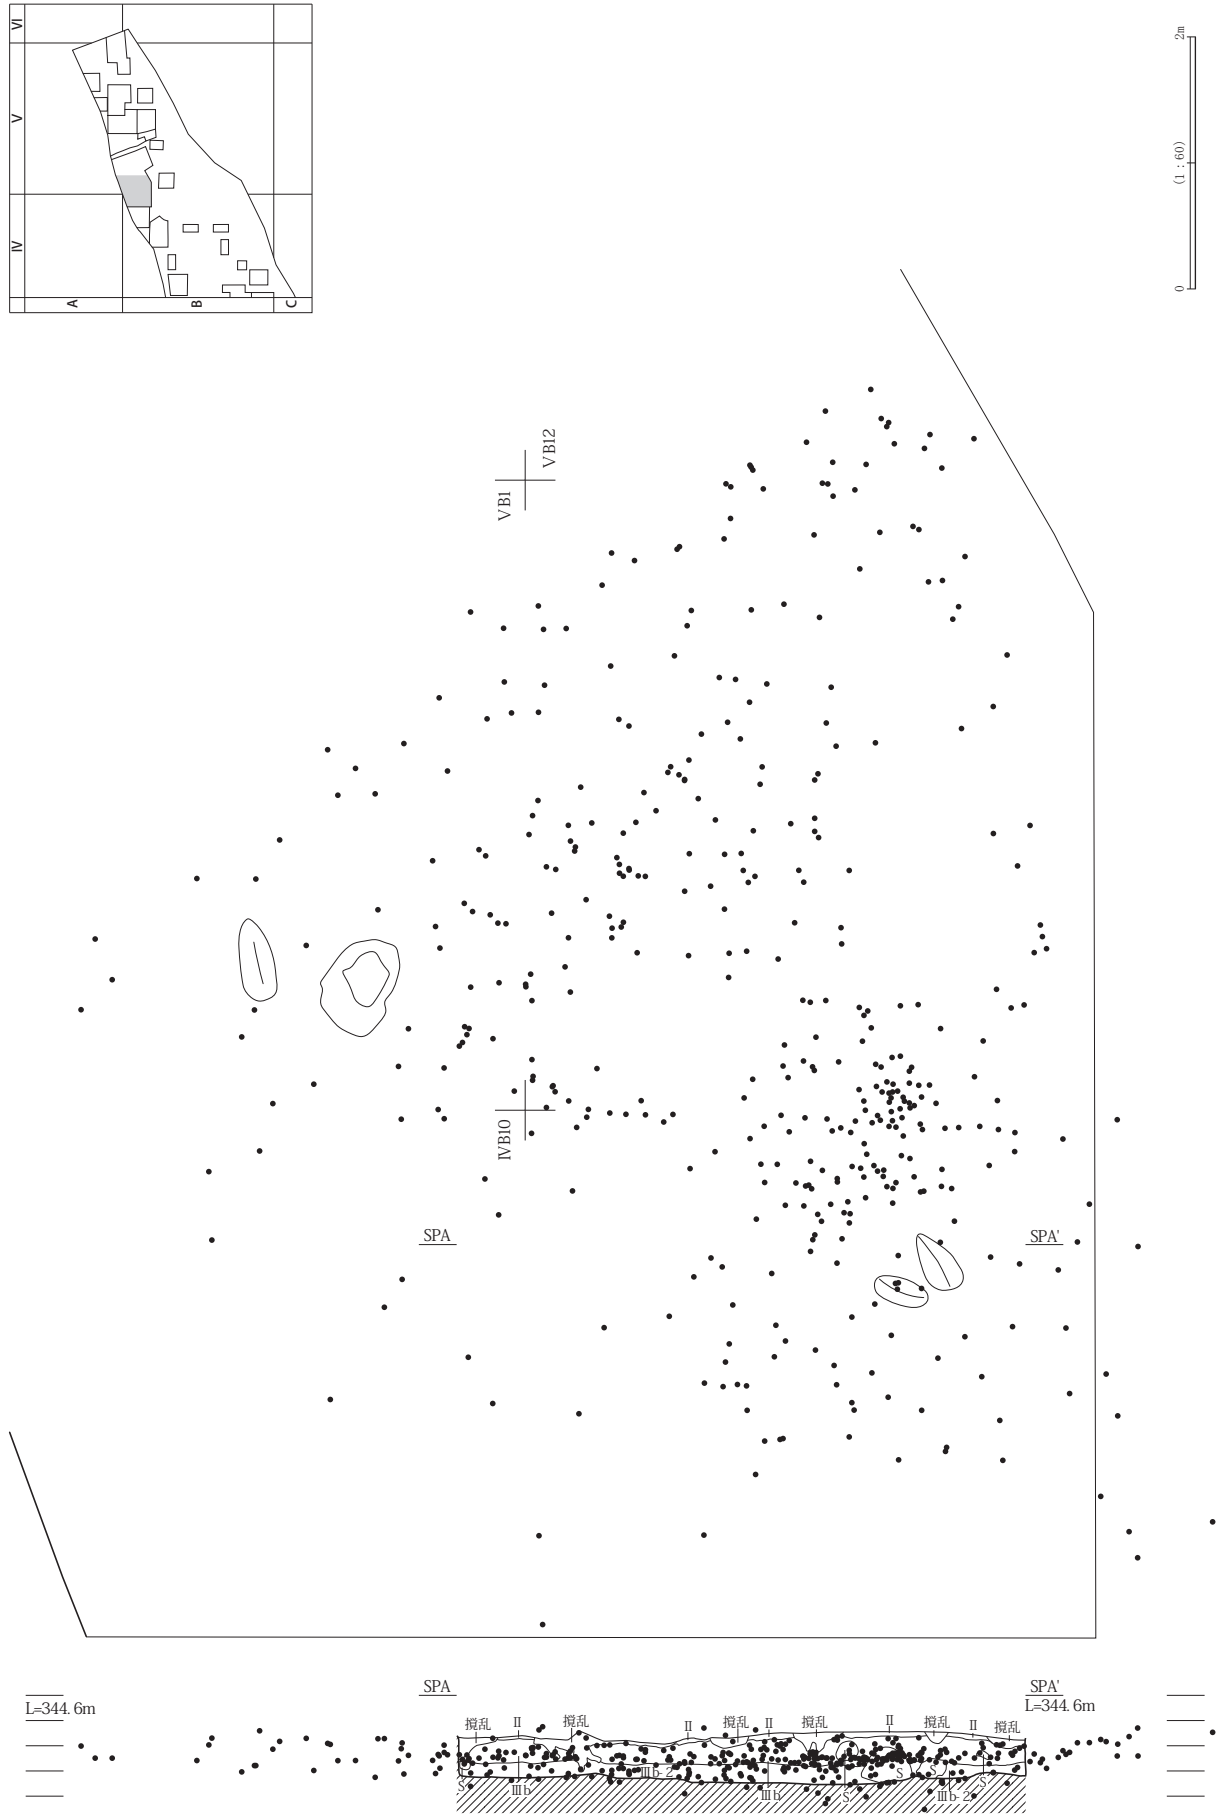 VI
V
IV
A
B
C
2m
(1:60)
0
VB12
VB1
IVB10
SPA
SPA'
SPA
SPA'
L=344.6m
L=344.6m
撹乱
II
撹乱
II
撹乱
II
撹乱
II
撹乱
II
撹乱
S
IIIb
IIIb-2
IIIb
S
S
S
IIIb-2
S